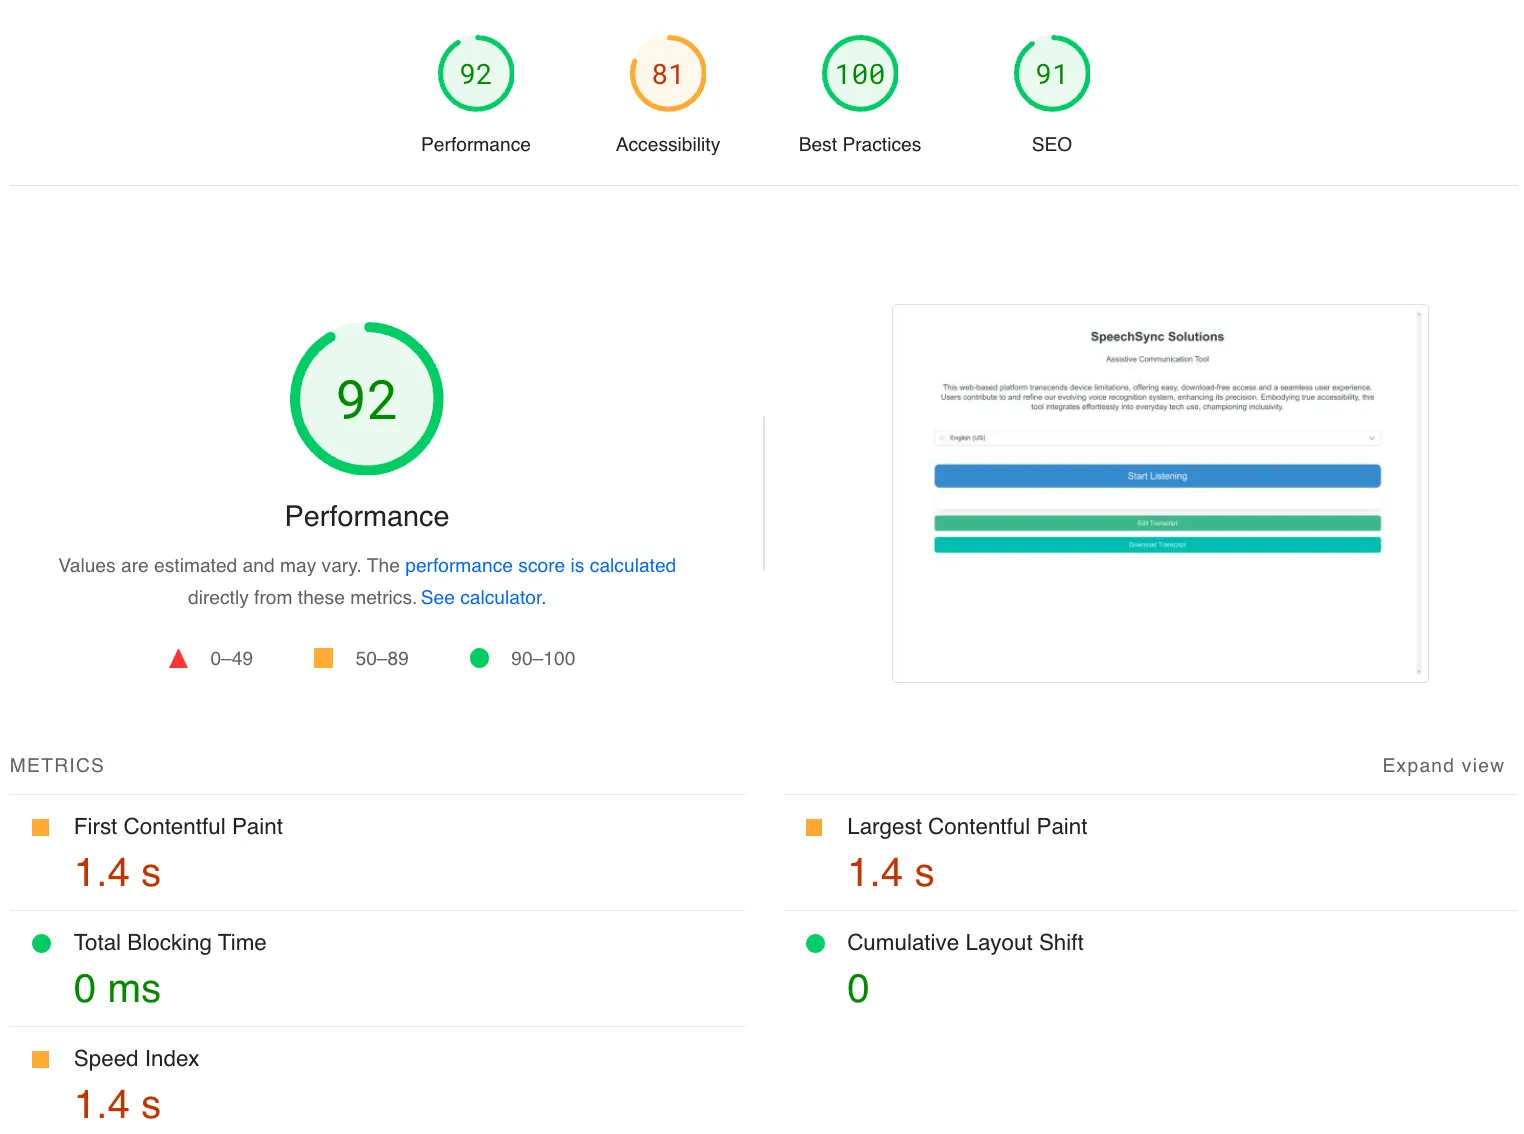 92
81
100
91
Performance
Accessibility
Best Practices
SEO
92
Performance
Values are estimated and may vary. The performance score is calculated
directly from these metrics. See calculator.
0–49
50–89
90–100
SpeechSync Solutions
Assistive Communication Tool
This web-based platform transcends device limitations, offering easy, download-free access and a seamless user experience.
Users contribute to and refine our evolving voice recognition system, enhancing its precision. Embodying true accessibility, this
tool integrates effortlessly into everyday tech use, championing inclusivity.
English (US)
Start Listening
Edit Transcript
Download Transcript
METRICS
Expand view
First Contentful Paint
1.4 s
Largest Contentful Paint
1.4 s
Total Blocking Time
0 ms
Cumulative Layout Shift
0
Speed Index
1.4 s